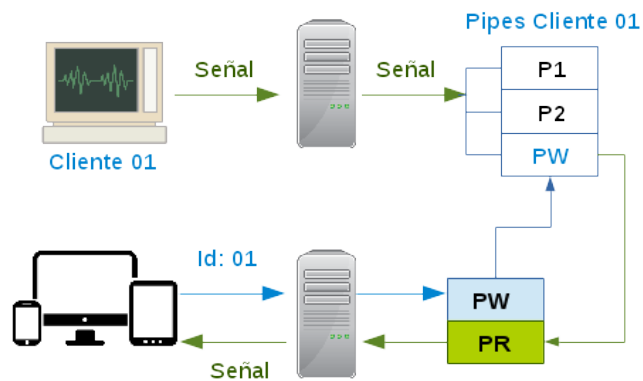 Pipes Cliente 01
Señal
Señal
P1
P2
PW
Cliente 01
Id: 01
PW
PR
Señal